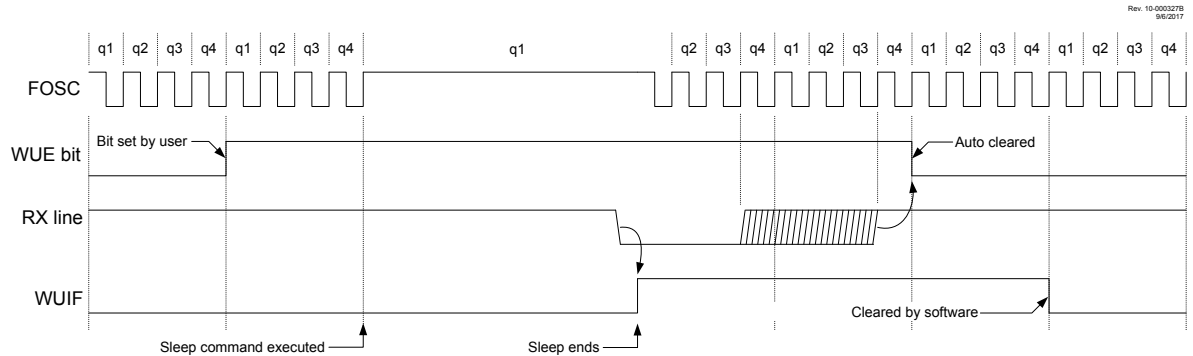 Rev. 10-000327B
9/6/2017
q1 q2 q3 q4 q1 q2 q3 q4 q1 q2 q3 q4 q1 q2 q3 q4 q1 q2 q3 q4 q1 q2 q3 q4
FOSC
Bit set by user
Auto cleared
WUE bit
RX line
WUIF
Cleared by software
Sleep command executed
Sleep ends